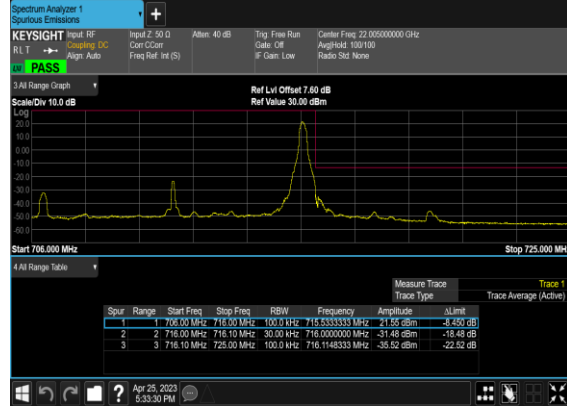 Spectrum Analyzer 1
Spurious Emissions
+
KEYSIGHT Input: RF Input Z: 50 Ω Atten: 40 dB Trig: Free Run Center Freq: 22.005000000 GHz
RLT Coupling: DC Corr CCorr Gate: Off Avg|Hold: 100/100
Align: Auto Freq Ref: Int (S) IF Gain: Low Radio Std: None
LW PASS
3 All Range Graph
Ref Lvl Offset 7.60 dB
Scale/Div 10.0 dB Ref Value 30.00 dBm
Log
20.0
10.0
0.00
-10.0
-20.0
-30.0
-40.0
-50.0
-60.0
Start 706.000 MHz Stop 725.000 MH
4 All Range Table
Measure Trace Trace 1
Trace Type Trace Average (Active)
Spur Range Start Freq Stop Freq RBW Frequency Amplitude ΔLimit
1 1 706.00 MHz 716.00 MHz 100.0 kHz 715.5333333 MHz 21.55 dBm -8.450 dB
2 2 716.00 MHz 716.10 MHz 30.00 kHz 716.0000000 MHz -31.48 dBm -18.48 dB
3 3 716.10 MHz 725.00 MHz 100.0 kHz 716.1148333 MHz -35.52 dBm -22.52 dB
? Apr 25, 2023
5:33:30 PM